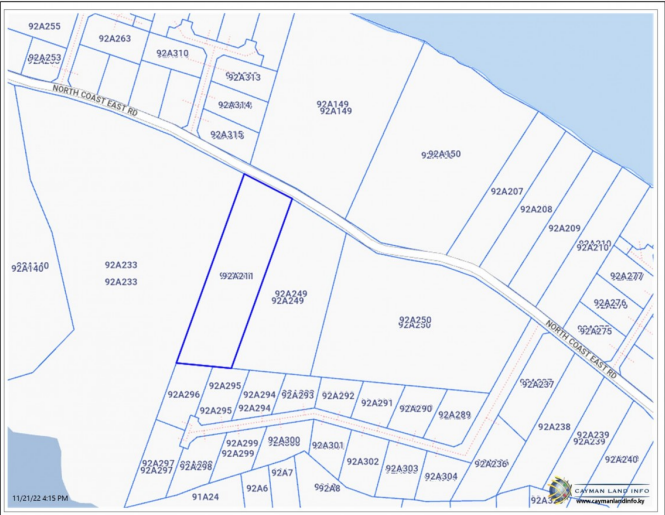 92A255
92A263
92A253
92A310
92A313
92A314
92A315
NORTH COAST EAST RD
92A149
92A149
92A150
92A207
92A208
92A209
92A210
92A277
92A276
92A275
92A140
92A233
92A233
92A211
92A249
92A249
92A250
92A250
NORTH COAST EAST RD
92A237
92A296
92A295
92A295
92A294
92A294
92A293
92A292
92A291
92A290
92A289
92A238
92A239
92A239
92A240
92A299
92A299
92A300
92A301
92A302
92A303
92A304
92A236
92A297
92A297
92A298
91A24
92A6
92A7
92A8
11/21/22 4:15 PM
CAYMAN LAND INFO
www.caymanlandinfo.ky